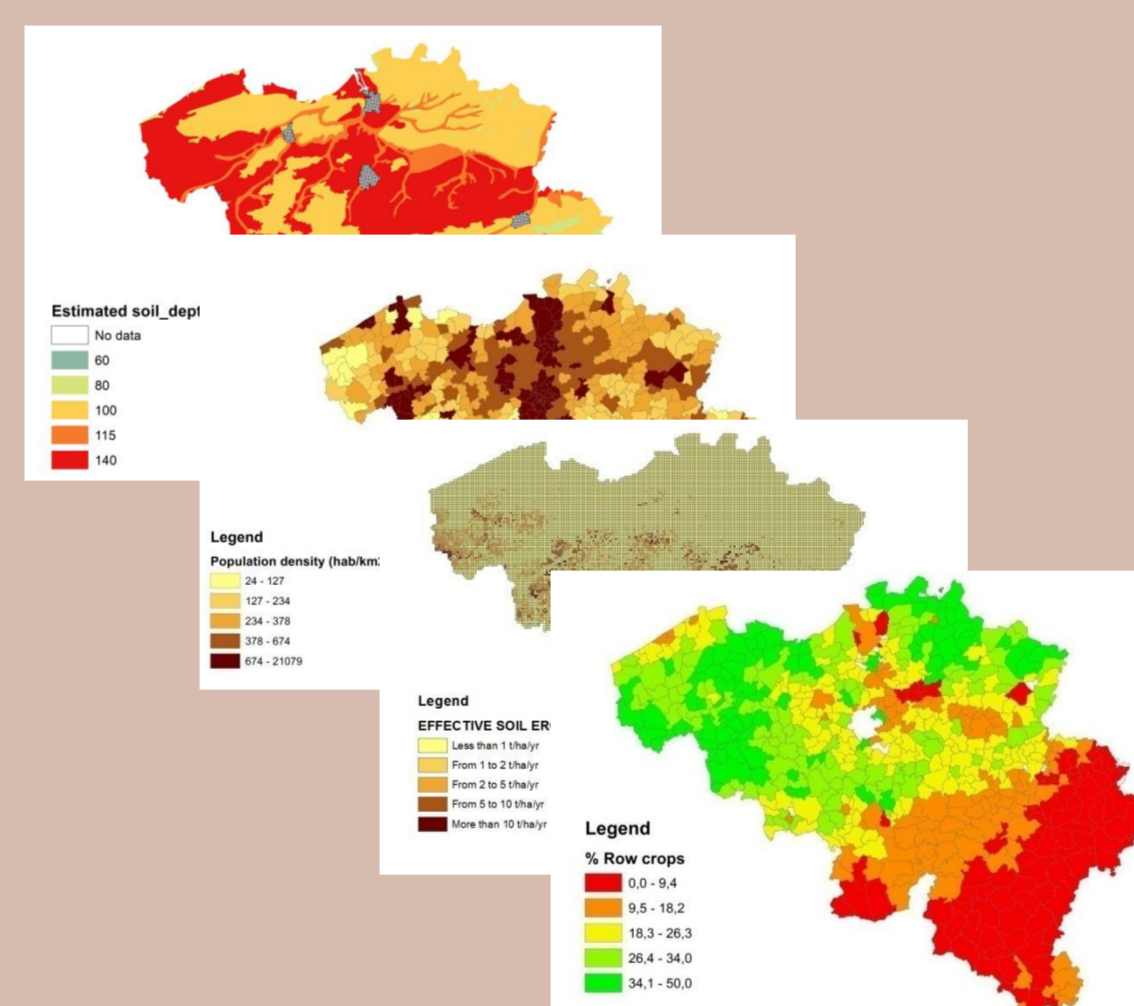 Estimated soil_dept
No data
60
80
100
115
140
Legend
Population density (hab/km
24 - 127
127 - 234
234 - 378
378 - 674
674 - 21079
Legend
EFFECTIVE SOIL ER
Less than 1 t/ha/yr
From 1 to 2 t/ha/yr
From 2 to 5 t/ha/yr
From 5 to 10 t/ha/yr
More than 10 t/ha/yr
Legend
% Row crops
0,0 - 9,4
9,5 - 18,2
18,3 - 26,3
26,4 - 34,0
34,1 - 50,0